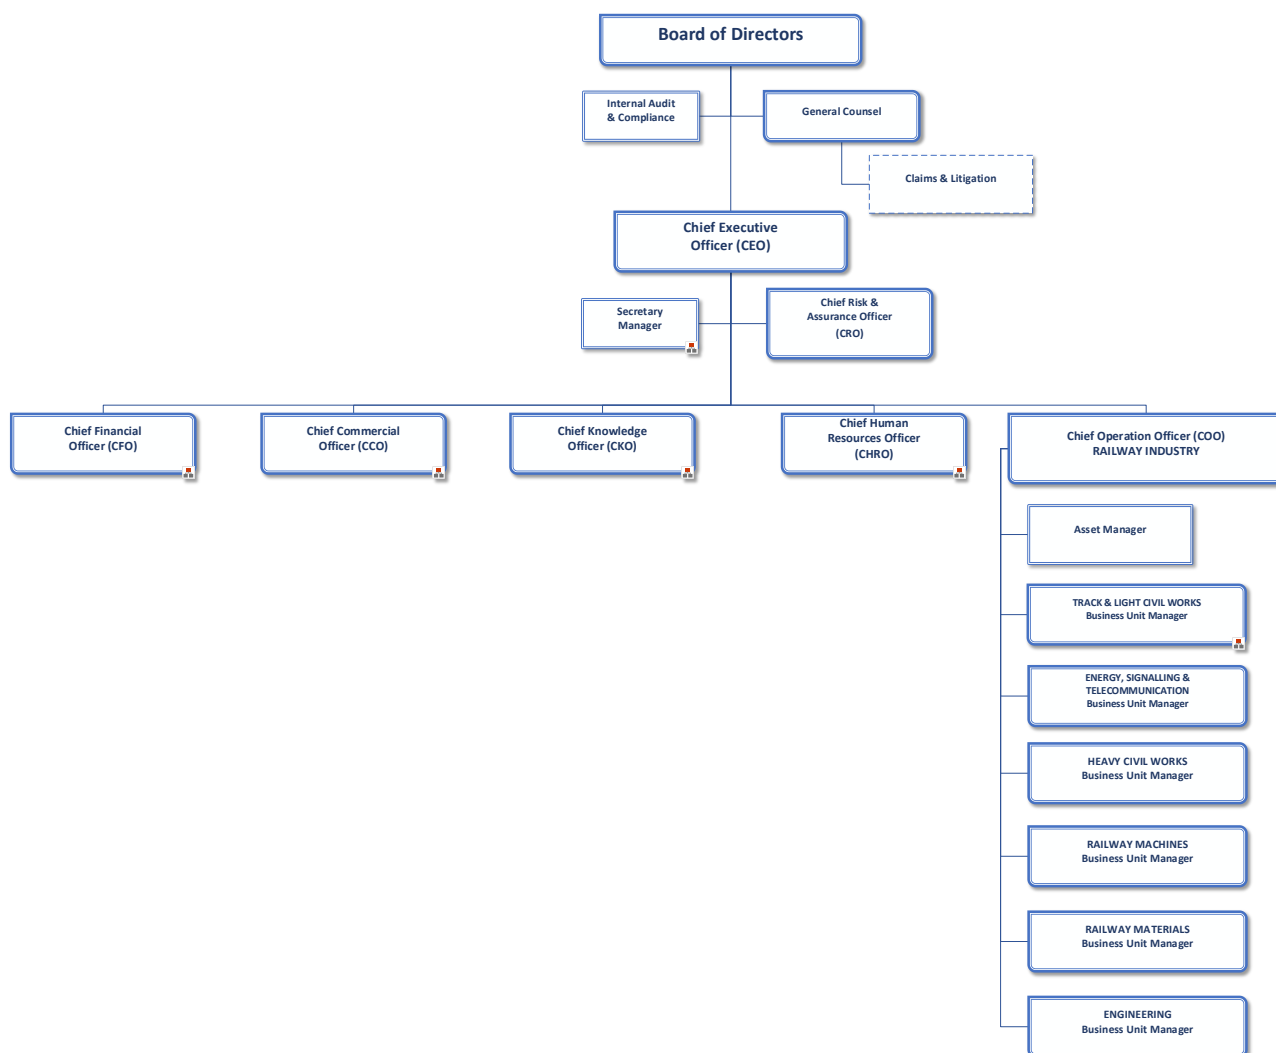 Board of Directors
Internal Audit
& Compliance
General Counsel
Claims & Litigation
Chief Executive
Officer (CEO)
Secretary
Manager
Chief Risk &
Assurance Officer
(CRO)
Chief Financial
Officer (CFO)
Chief Commercial
Officer (CCO)
Chief Knowledge
Officer (CKO)
Chief Human
Resources Officer
(CHRO)
Chief Operation Officer (COO)
RAILWAY INDUSTRY
Asset Manager
TRACK & LIGHT CIVIL WORKS
Business Unit Manager
ENERGY, SIGNALLING &
TELECOMMUNICATION
Business Unit Manager
HEAVY CIVIL WORKS
Business Unit Manager
RAILWAY MACHINES
Business Unit Manager
RAILWAY MATERIALS
Business Unit Manager
ENGINEERING
Business Unit Manager